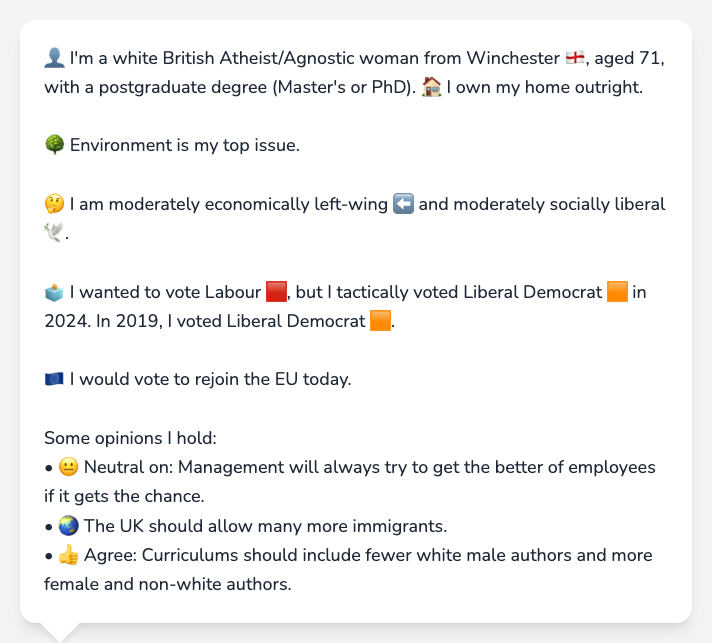 👤 I'm a white British Atheist/Agnostic woman from Winchester 🏴󠁧󠁢󠁥󠁮󠁧󠁿, aged 71,
with a postgraduate degree (Master's or PhD). 🏠 I own my home outright.
🌳 Environment is my top issue.
🤔 I am moderately economically left-wing ⬅️ and moderately socially liberal
🕊️.
🗳️ I wanted to vote Labour 🟥, but I tactically voted Liberal Democrat 🟧 in
2024. In 2019, I voted Liberal Democrat 🟧.
🇪🇺 I would vote to rejoin the EU today.
Some opinions I hold:
• 😐 Neutral on: Management will always try to get the better of employees
if it gets the chance.
• 🌏 The UK should allow many more immigrants.
• 👍 Agree: Curriculums should include fewer white male authors and more
female and non-white authors.